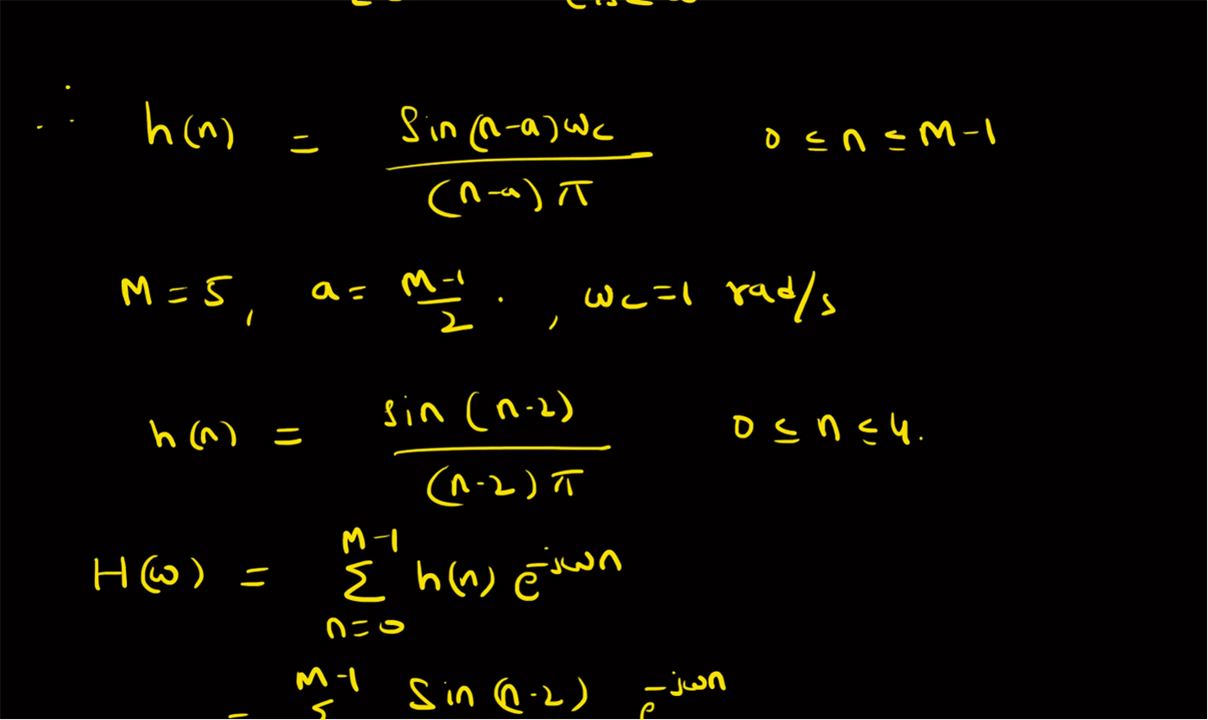 ∴ h(n) = Sin(n-a)ωc / (n-a)π    0 ≤ n ≤ M-1
M = 5, a = M-1 / 2 . , ωc = 1 rad/s
h(n) = sin(n-2) / (n-2)π    0 ≤ n ≤ 4.
H(ω) = M-1 Σ n=0 h(n) e^-jωn
= M-1 Σ Sin(n-2) e^-jωn